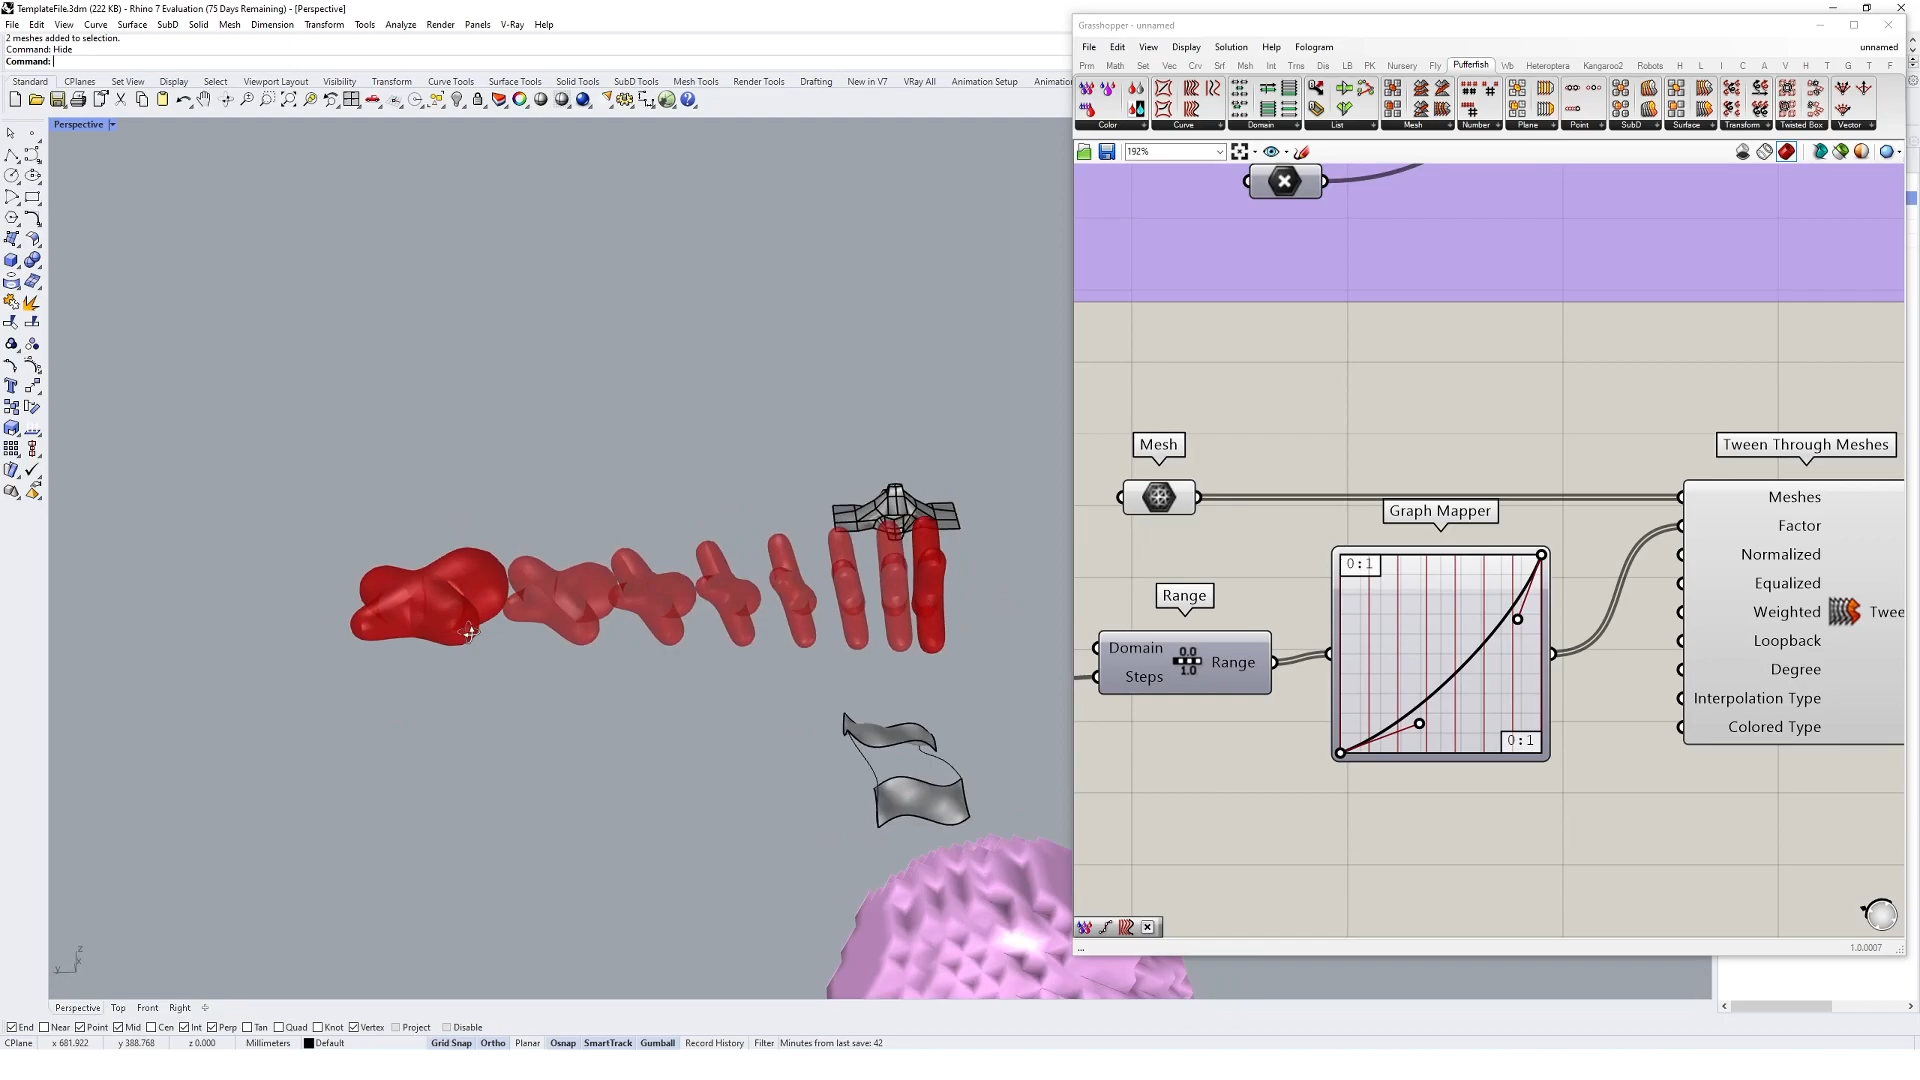 TemplateFile.3dm (222 KB) - Rhino 7 Evaluation (75 Days Remaining) - [Perspective]
File Edit View Curve Surface SubD Solid Mesh Dimension Transform Tools Analyze Render Panels V-Ray Help
2 meshes added to selection.
Command: Hide
Command:
Standard CPlanes Set View Display Select Viewport Layout Visibility Transform Curve Tools Surface Tools Solid Tools SubD Tools Mesh Tools Render Tools Drafting New in V7 VRay All Animation Setup Animation
Perspective
Grasshopper - unnamed
File Edit View Display Solution Help Fologram unnamed
Prm Math Set Vec Crv Srf Msh Int Trns Dis LB PK Nursery Fly Pufferfish Wb Heteroptera Kangaroo2 Robots H L I C A V H T G T F
Color Curve Domain List Mesh Number Plane Point SubD Surface Transform Twisted Box Vector
192%
Mesh
Tween Through Meshes
Graph Mapper
Meshes
Factor
Normalized
Equalized
Weighted
Loopback
Degree
Interpolation Type
Colored Type
Twee
Range
Domain
Steps
0.0
1.0
Range
0 : 1
0 : 1
... 1.0.0007
z
y x
Perspective Top Front Right
End Near Point Mid Cen Int Perp Tan Quad Knot Vertex Project Disable
CPlane x 681.922 y 388.768 z 0.000 Millimeters Default Grid Snap Ortho Planar Osnap SmartTrack Gumball Record History Filter Minutes from last save: 42